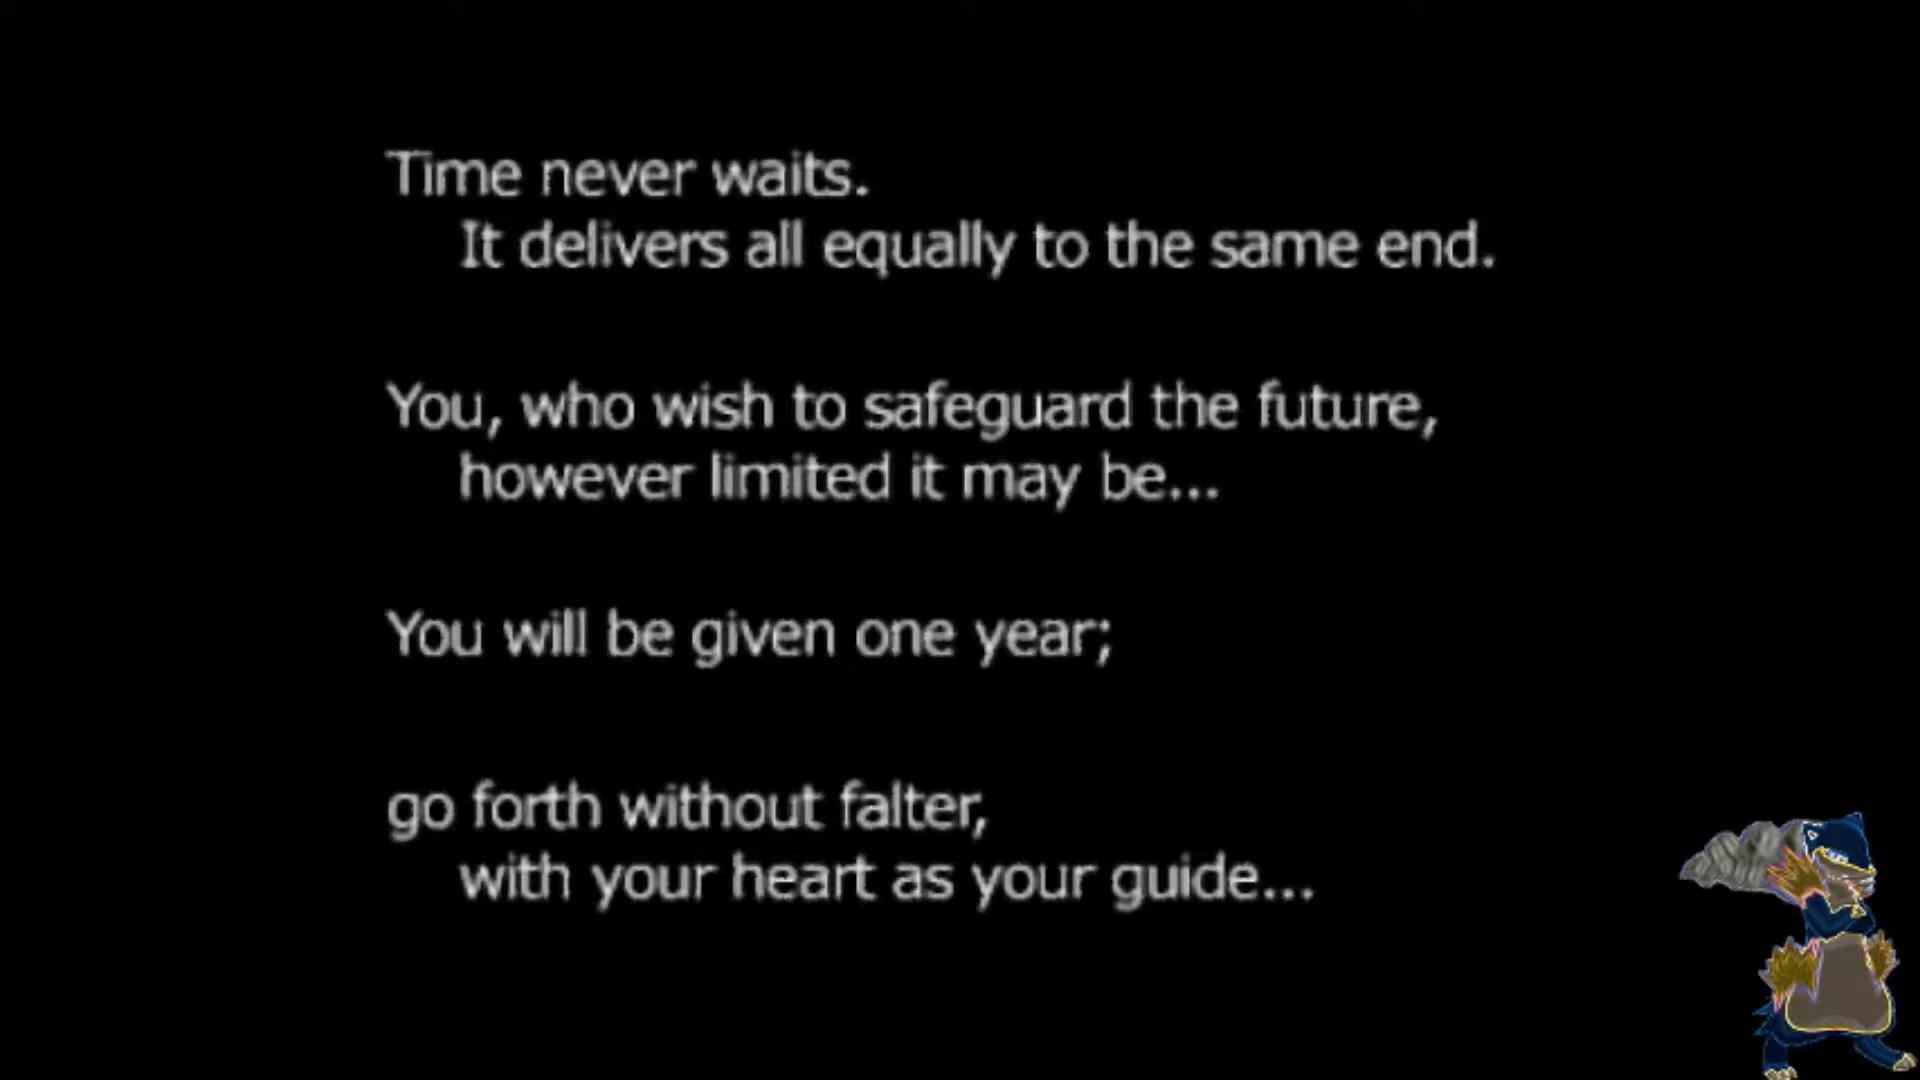 Time never waits.
It delivers all equally to the same end.
You, who wish to safeguard the future,
however limited it may be...
You will be given one year;
go forth without falter,
with your heart as your guide...